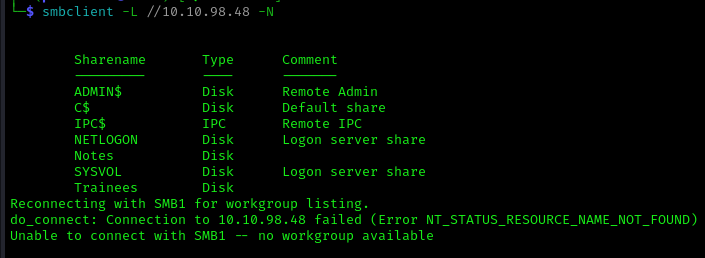 └─$ smbclient -L //10.10.98.48 -N
Sharename Type Comment
--------- ---- -------
ADMIN$ Disk Remote Admin
C$ Disk Default share
IPC$ IPC Remote IPC
NETLOGON Disk Logon server share
Notes Disk
SYSVOL Disk Logon server share
Trainees Disk
Reconnecting with SMB1 for workgroup listing.
do_connect: Connection to 10.10.98.48 failed (Error NT_STATUS_RESOURCE_NAME_NOT_FOUND)
Unable to connect with SMB1 -- no workgroup available